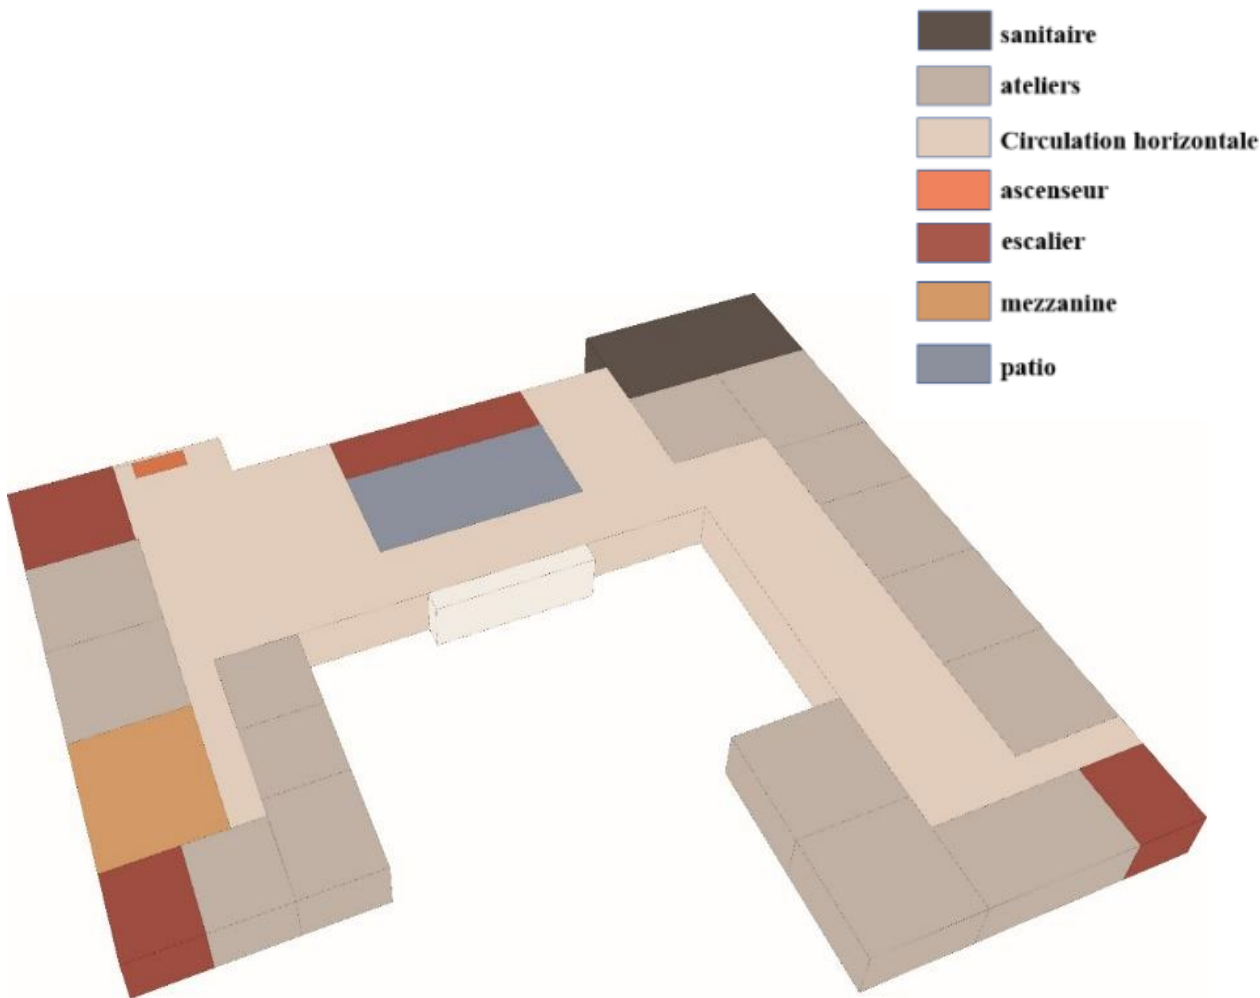 sanitaire
ateliers
Circulation horizontale
ascenseur
escalier
mezzanine
patio